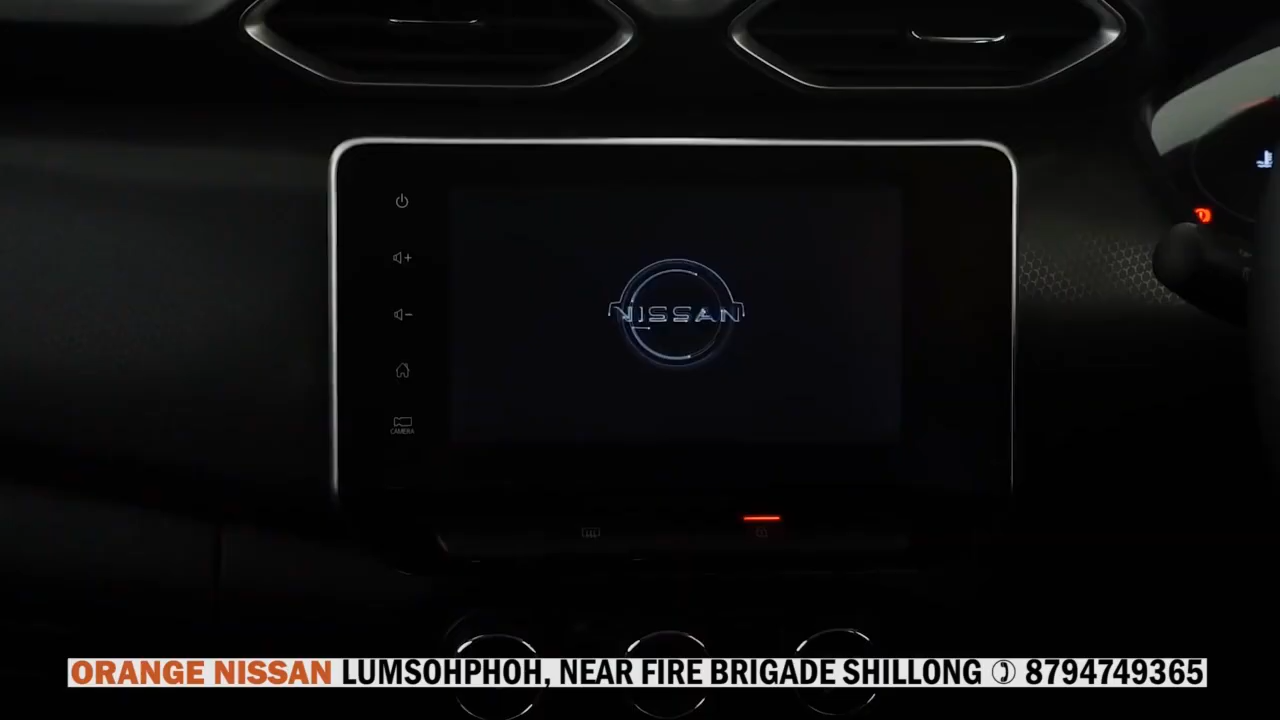 NISSAN
CAMERA
ORANGE NISSAN LUMSOHPHOH, NEAR FIRE BRIGADE SHILLONG ✆ 8794749365